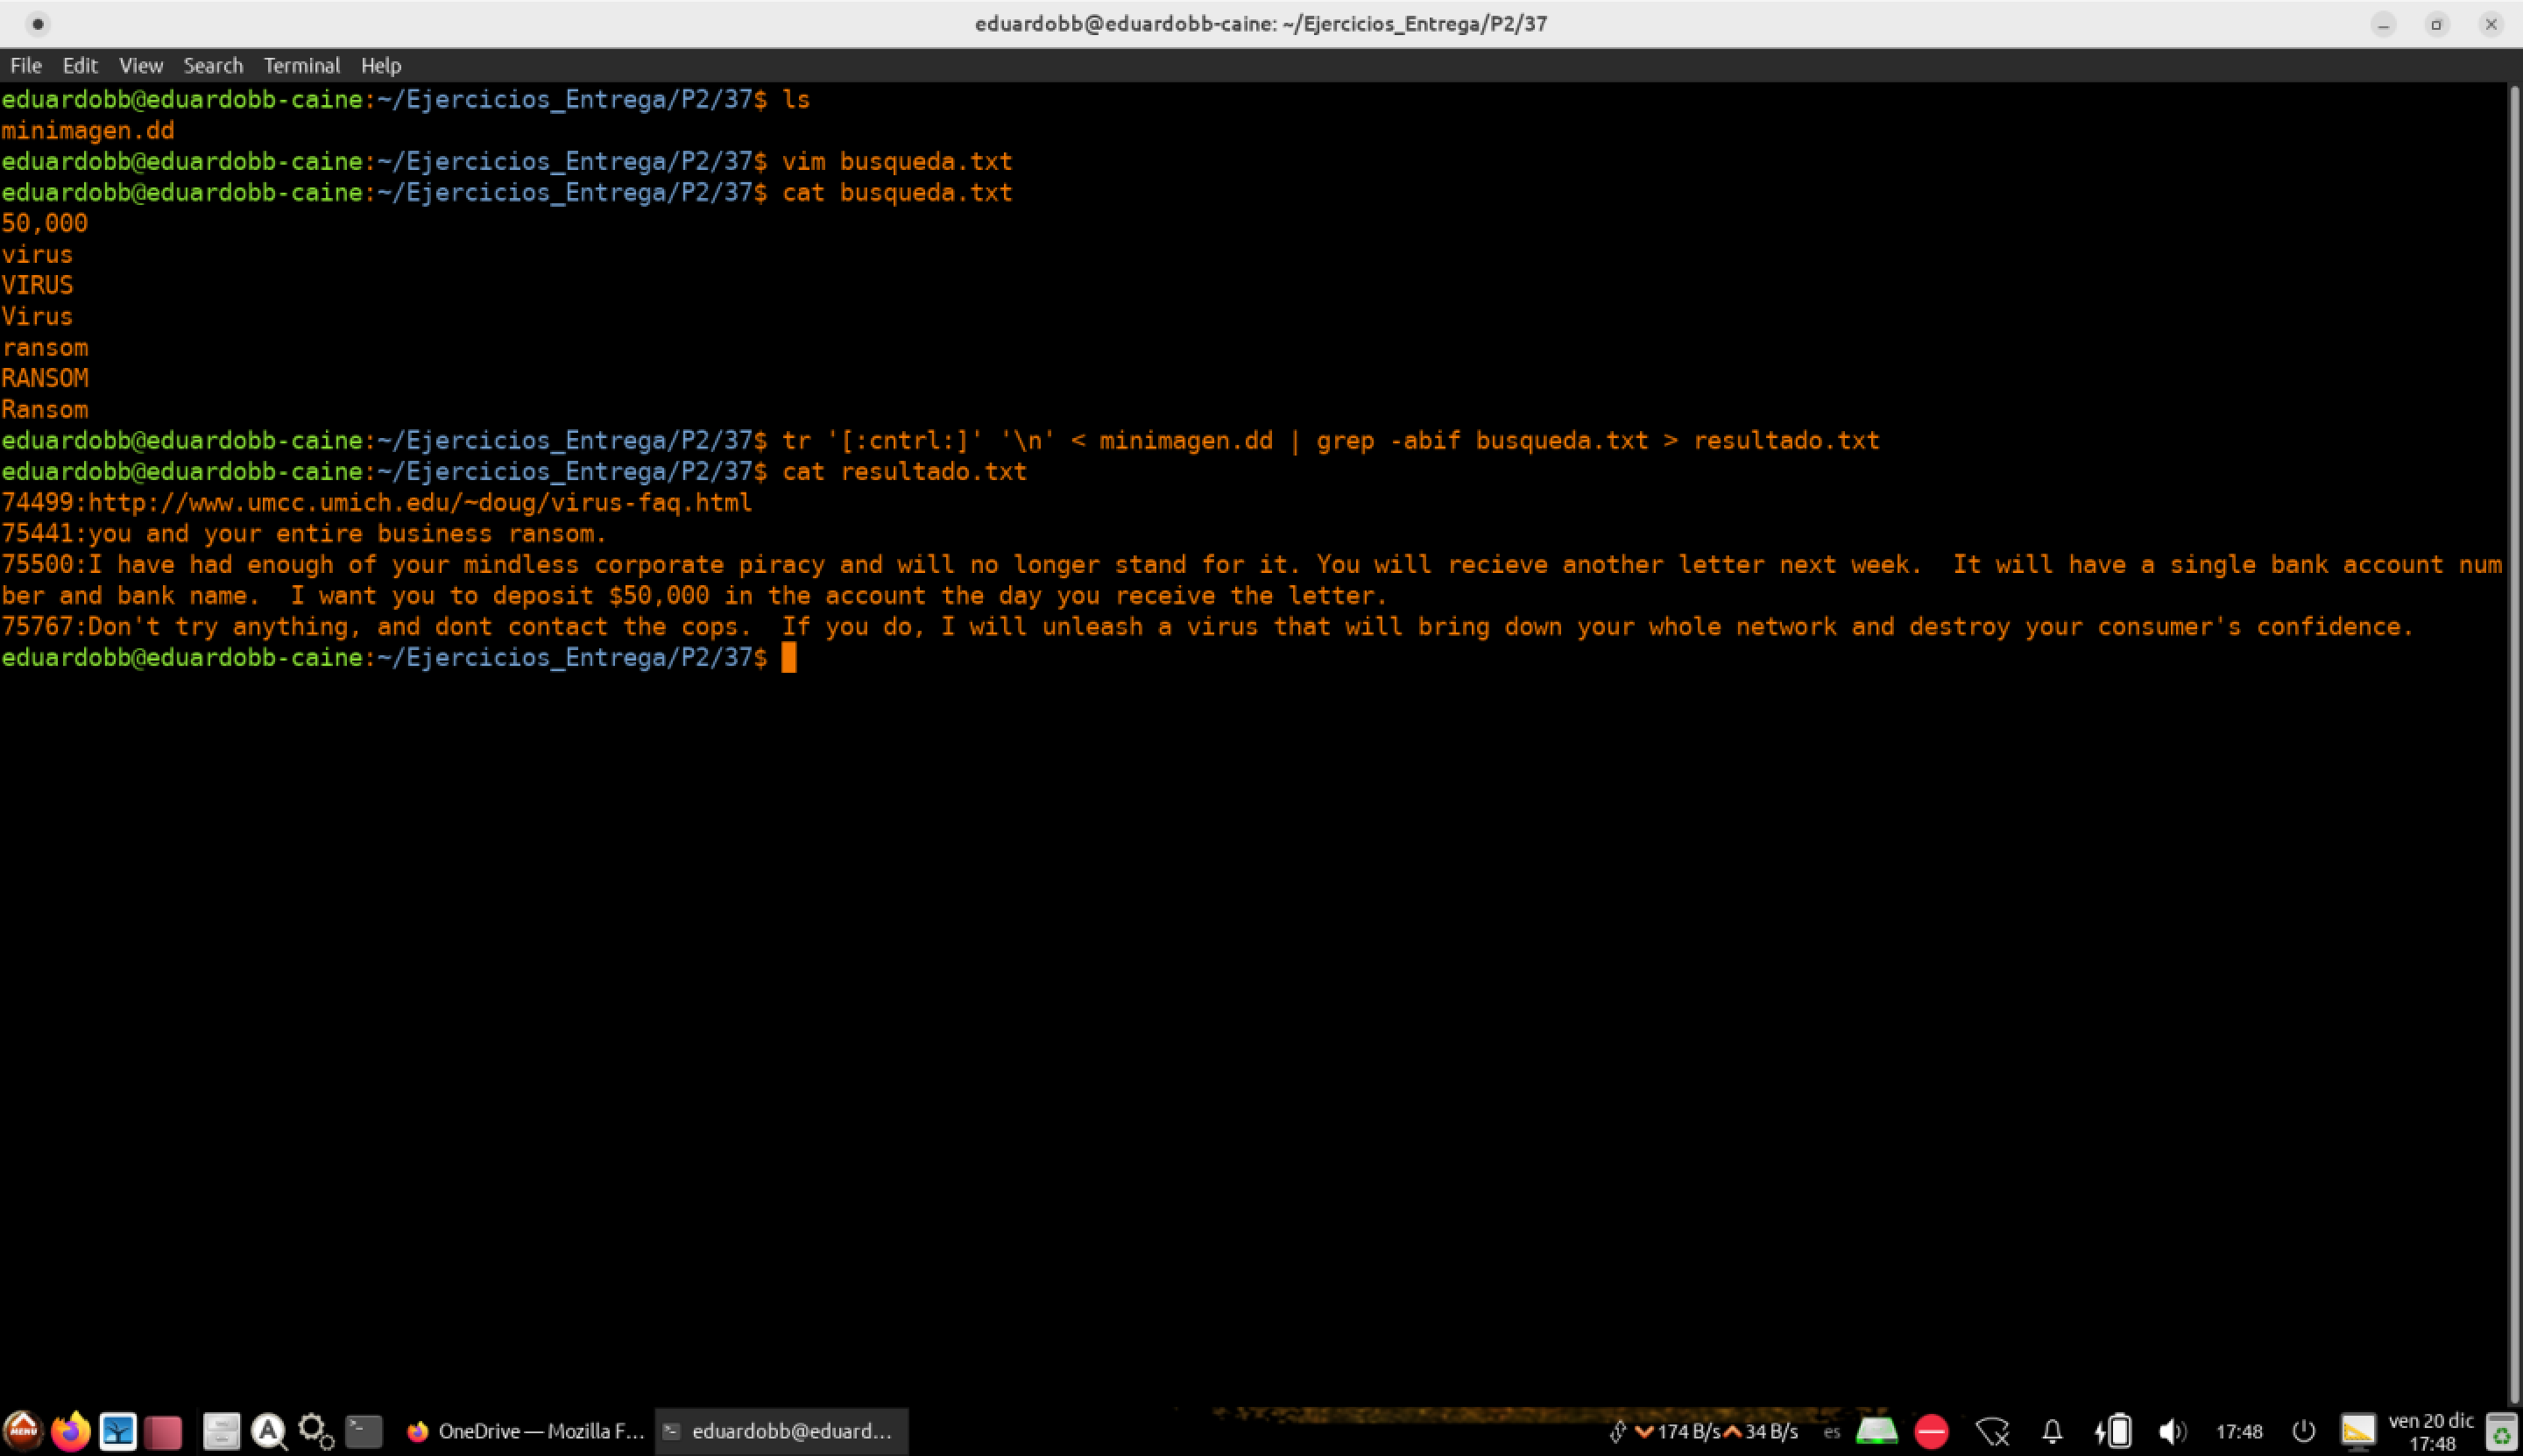 eduardobb@eduardobb-caine: ~/Ejercicios_Entrega/P2/37
File Edit View Search Terminal Help
eduardobb@eduardobb-caine:~/Ejercicios_Entrega/P2/37$ ls
minimagen.dd
eduardobb@eduardobb-caine:~/Ejercicios_Entrega/P2/37$ vim busqueda.txt
eduardobb@eduardobb-caine:~/Ejercicios_Entrega/P2/37$ cat busqueda.txt
50,000
virus
VIRUS
Virus
ransom
RANSOM
Ransom
eduardobb@eduardobb-caine:~/Ejercicios_Entrega/P2/37$ tr '[:cntrl:]' '\n' < minimagen.dd | grep -abif busqueda.txt > resultado.txt
eduardobb@eduardobb-caine:~/Ejercicios_Entrega/P2/37$ cat resultado.txt
74499:http://www.umcc.umich.edu/~doug/virus-faq.html
75441:you and your entire business ransom.
75500:I have had enough of your mindless corporate piracy and will no longer stand for it. You will recieve another letter next week.  It will have a single bank account num
ber and bank name.  I want you to deposit $50,000 in the account the day you receive the letter.
75767:Don't try anything, and dont contact the cops.  If you do, I will unleash a virus that will bring down your whole network and destroy your consumer's confidence.
eduardobb@eduardobb-caine:~/Ejercicios_Entrega/P2/37$
MENU
OneDrive — Mozilla F...
eduardobb@eduard...
174 B/s 34 B/s
es
17:48
ven 20 dic
17:48